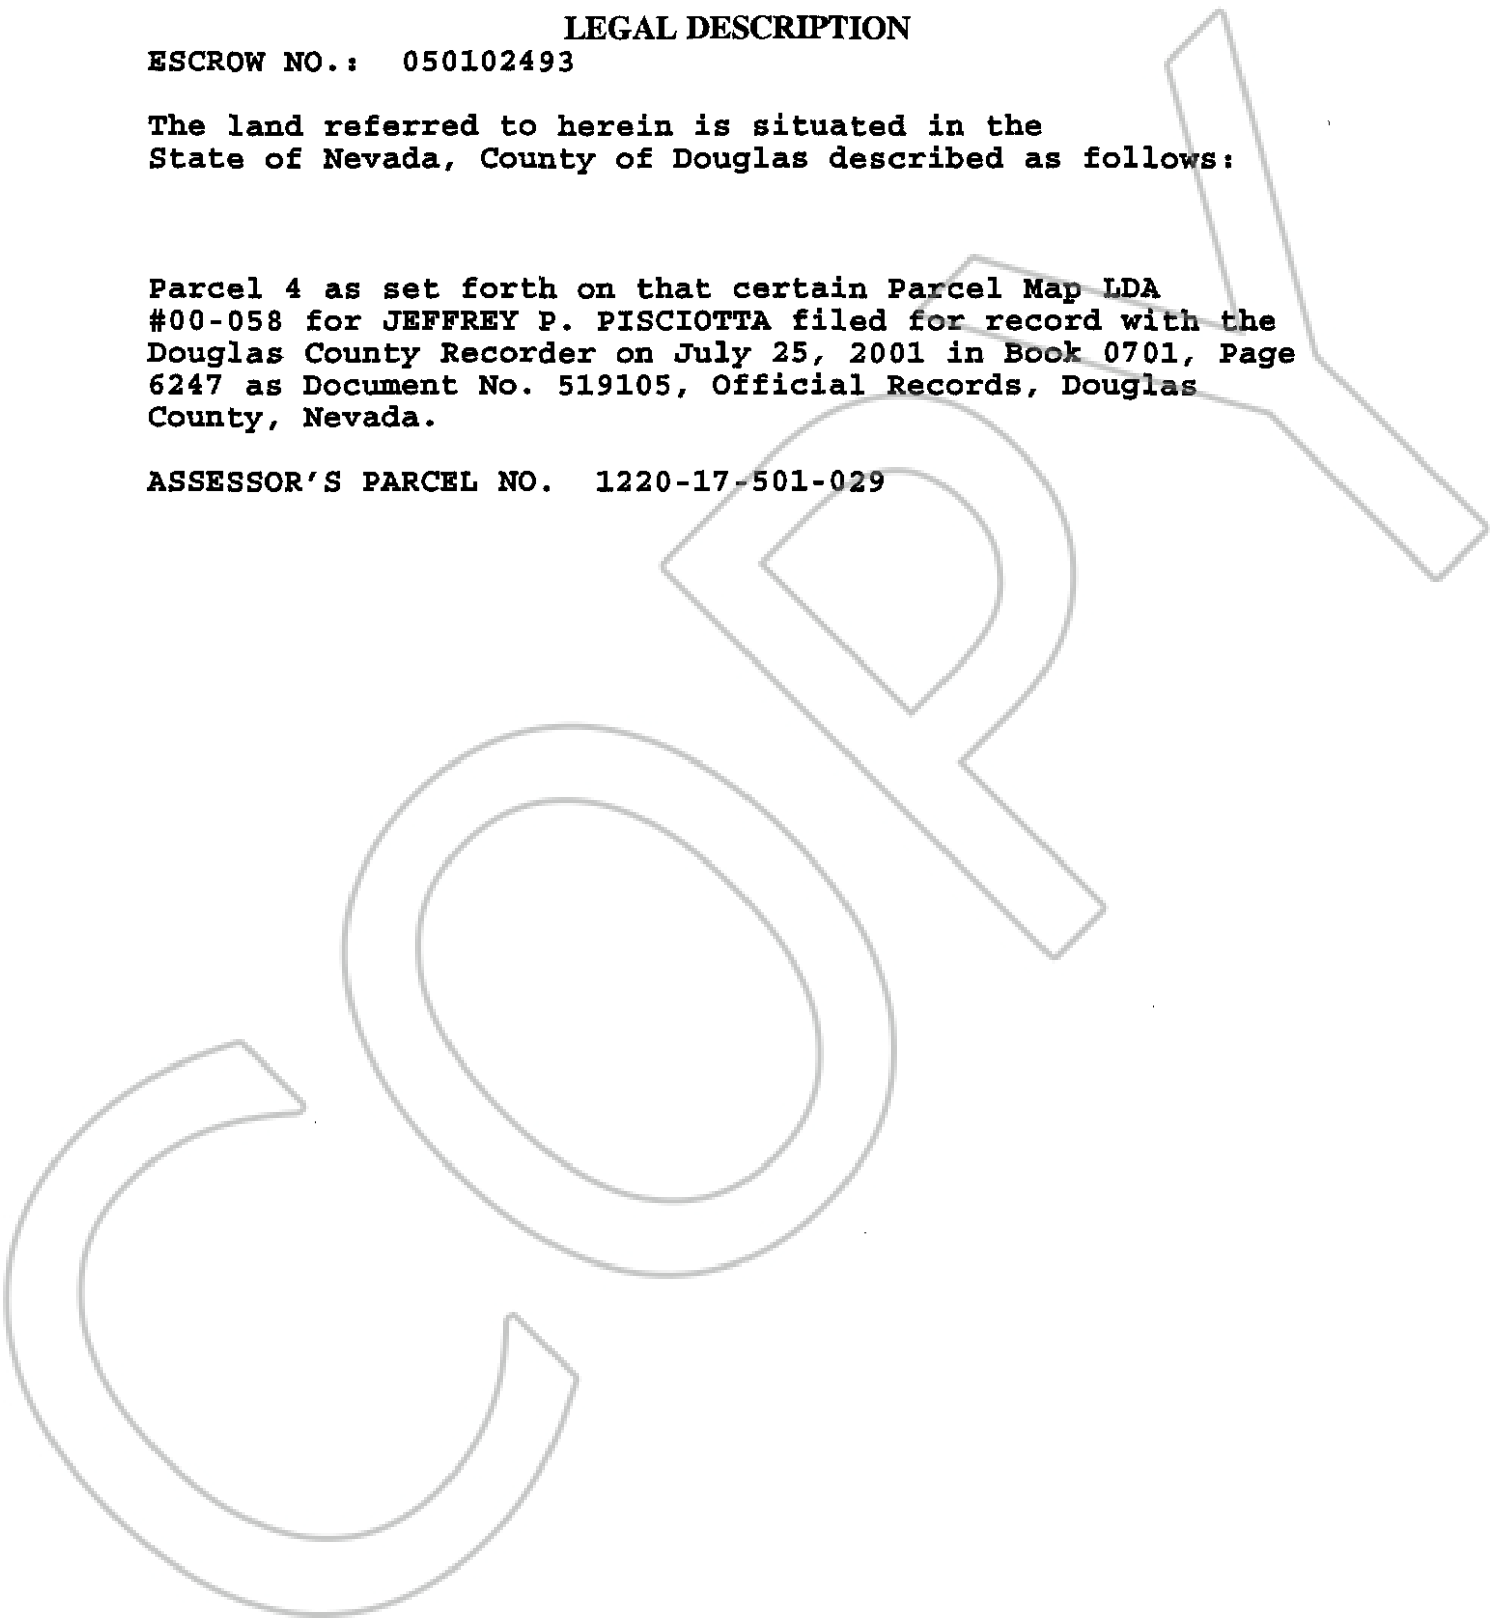 LEGAL DESCRIPTION
ESCROW NO.: 050102493
The land referred to herein is situated in the
State of Nevada, County of Douglas described as follows:
Parcel 4 as set forth on that certain Parcel Map LDA
#00-058 for JEFFREY P. PISCIOTTA filed for record with the
Douglas County Recorder on July 25, 2001 in Book 0701, Page
6247 as Document No. 519105, Official Records, Douglas
County, Nevada.
ASSESSOR'S PARCEL NO. 1220-17-501-029
COPY